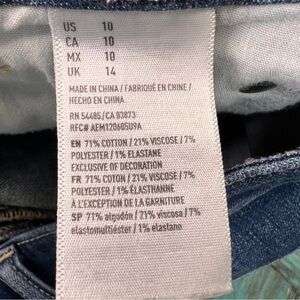 US 10
CA 10
MX 10
UK 14
MADE IN CHINA / FABRIQUÉ EN CHINE /
HECHO EN CHINA
RN 54485 / CA 03873
RFC# AEM120605U9A
EN 71% COTTON / 21% VISCOSE / 7%
POLYESTER / 1% ELASTANE
EXCLUSIVE OF DECORATION
FR 71% COTON / 21% VISCOSE / 7%
POLYESTER / 1% ÉLASTHANNE
À L'EXCEPTION DE LA GARNITURE
SP 71% algodón / 21% viscosa / 7%
elastomultiéster / 1% elastano